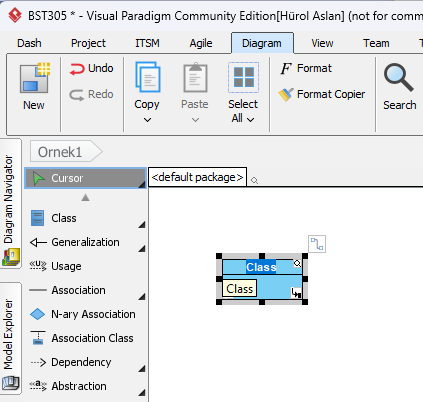 BST305 * - Visual Paradigm Community Edition[Hürol Aslan] (not for comm
Dash Project ITSM Agile Diagram View Team
New
Undo
Redo
Copy
Paste
Select
All
Format
Format Copier
Search
Ornek1
Diagram Navigator
Model Explorer
Cursor
Class
Generalization
«U» Usage
Association
N-ary Association
Association Class
Dependency
«a» Abstraction
<default package>
Class
Class